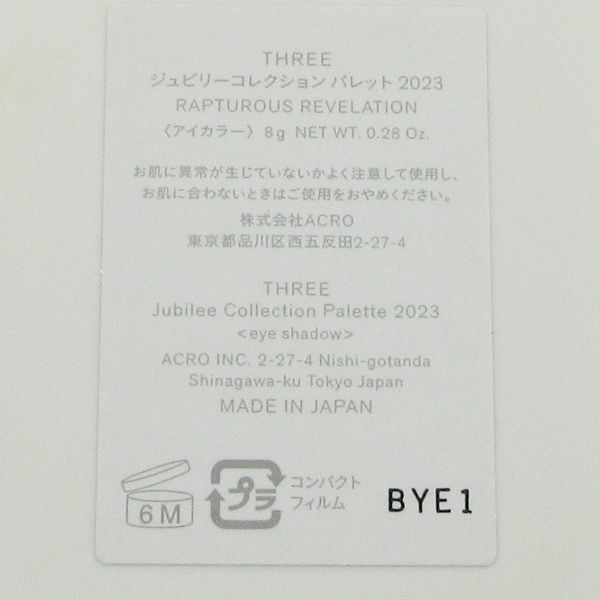 THREE
ジュビリーコレクション パレット 2023
RAPTUROUS REVELATION
〈アイカラー〉 8g NET WT. 0.28 Oz.
お肌に異常が生じていないかよく注意して使用し、
お肌に合わないときはご使用をおやめください。
株式会社ACRO
東京都品川区西五反田2-27-4
THREE
Jubilee Collection Palette 2023
<eye shadow>
ACRO INC. 2-27-4 Nishi-gotanda
Shinagawa-ku Tokyo Japan
MADE IN JAPAN
6M
プラ
コンパクト
フィルム
BYE1